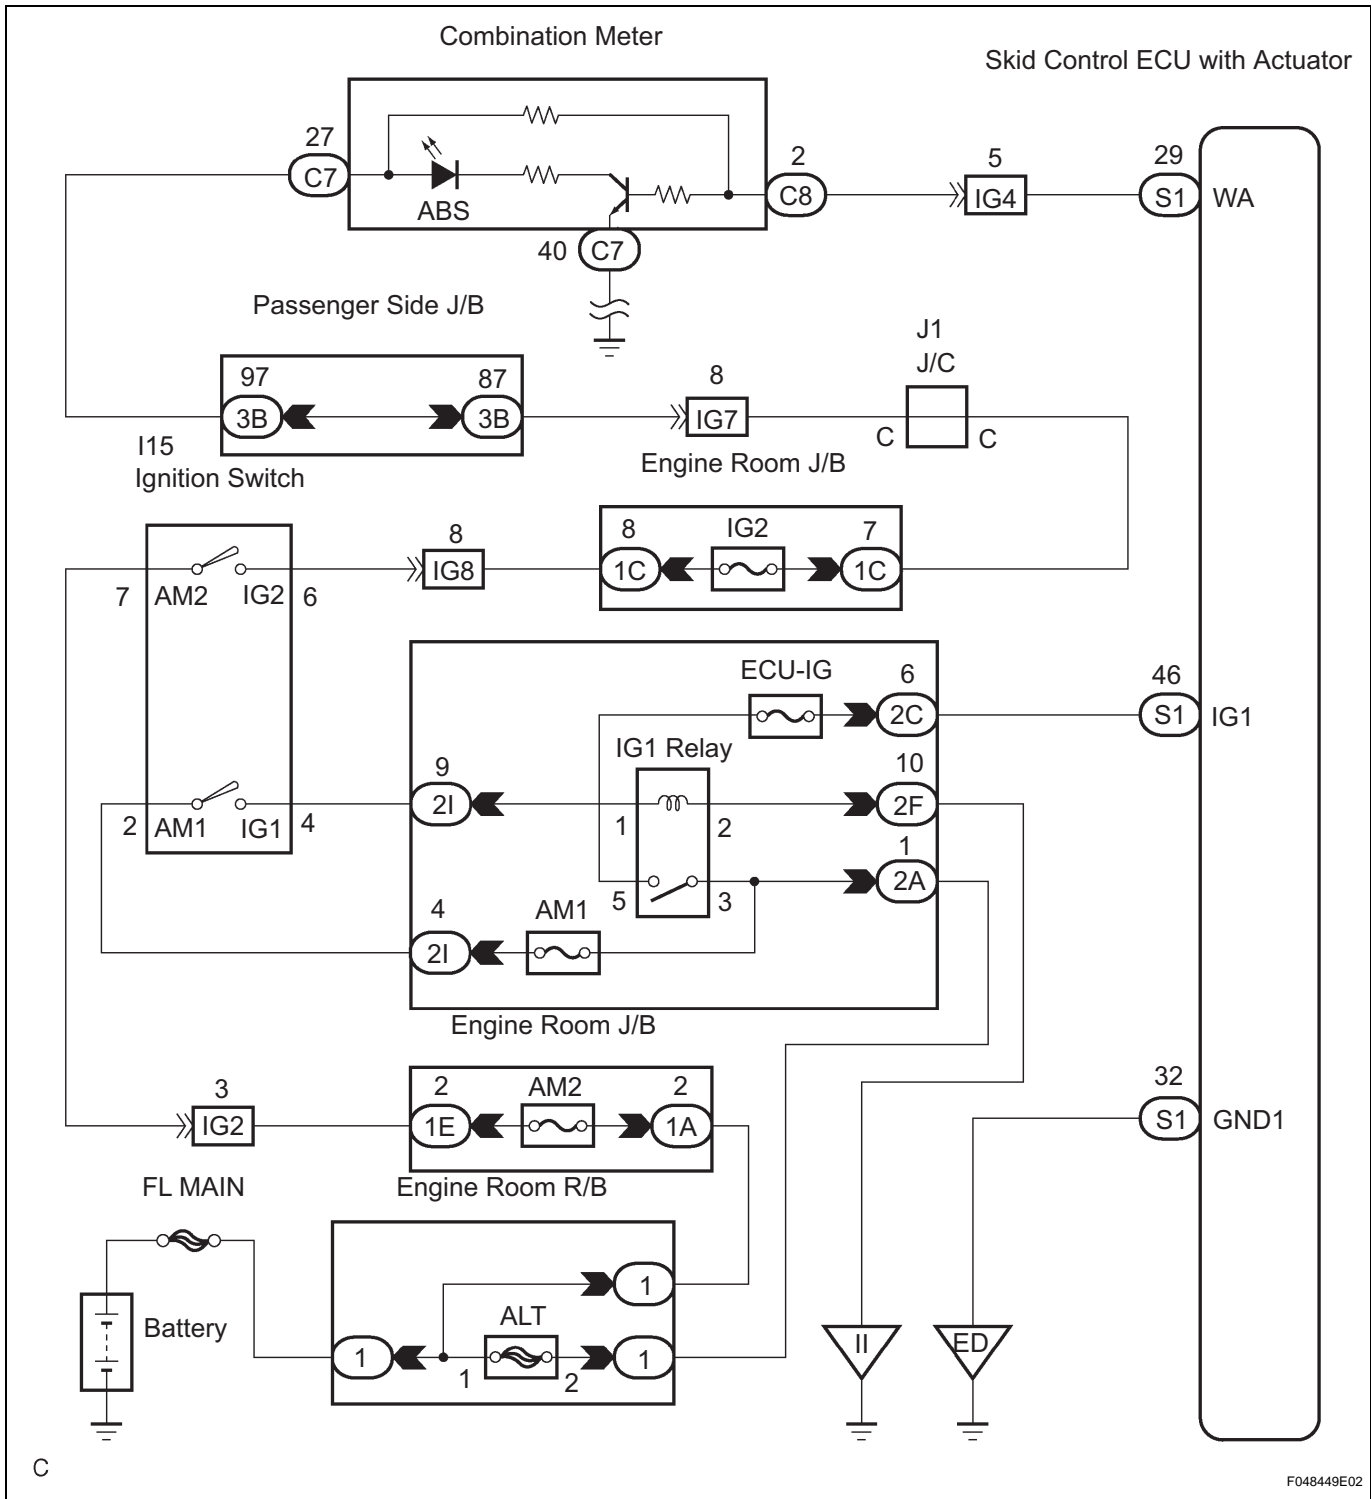 Combination Meter
Skid Control ECU with Actuator
27
C7
ABS
2
C8
5
IG4
29
S1
WA
40
C7
Passenger Side J/B
J1
J/C
97
3B
87
3B
8
IG7
C
C
I15
Ignition Switch
Engine Room J/B
8
IG8
8
1C
IG2
7
1C
7
AM2
IG2
6
ECU-IG
6
2C
46
S1
IG1
IG1 Relay
9
2I
10
2F
1
2
2
AM1
IG1
4
1
2A
5
3
4
2I
AM1
Engine Room J/B
3
IG2
2
1E
AM2
2
1A
32
S1
GND1
FL MAIN
Engine Room R/B
1
Battery
ALT
1
1
2
1
II
ED
C
F048449E02